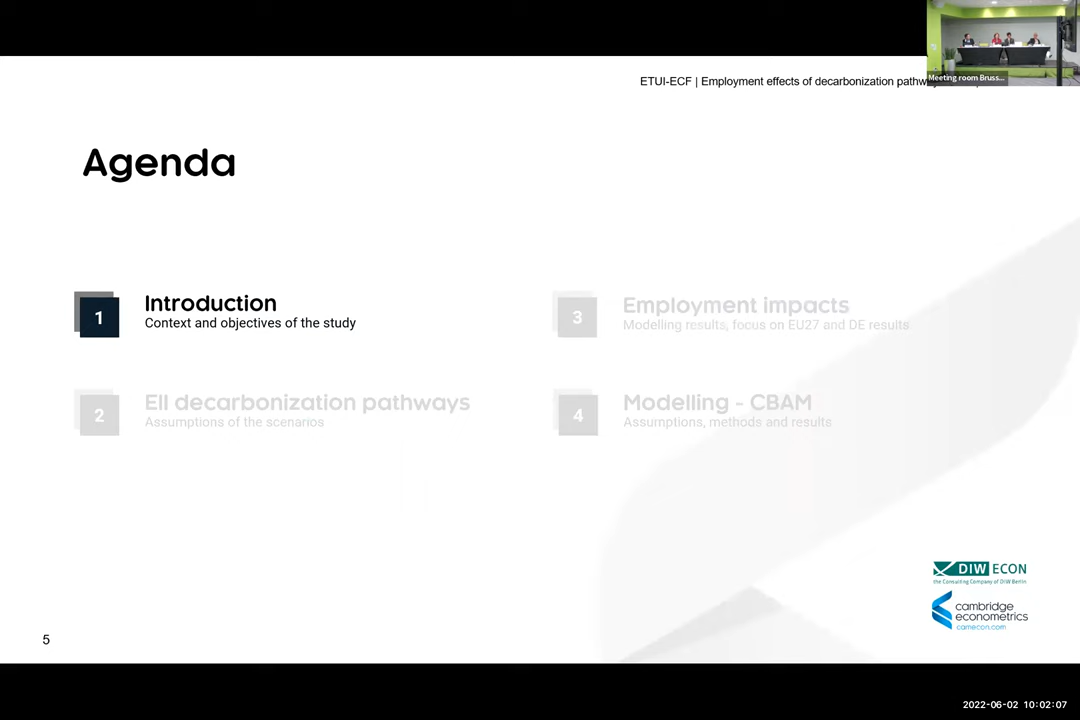 Meeting room Bruss...
ETUI-ECF | Employment effects of decarbonization
Agenda
1
Introduction
Context and objectives of the study
2
EII decarbonization pathways
Assumptions of the scenarios
3
Employment impacts
Modelling results, focus on EU27 and DE results
4
Modelling - CBAM
Assumptions, methods and results
DIW ECON
the Consulting Company of DIW Berlin
cambridge
econometrics
camecon.com
5
2022-06-02 10:02:07